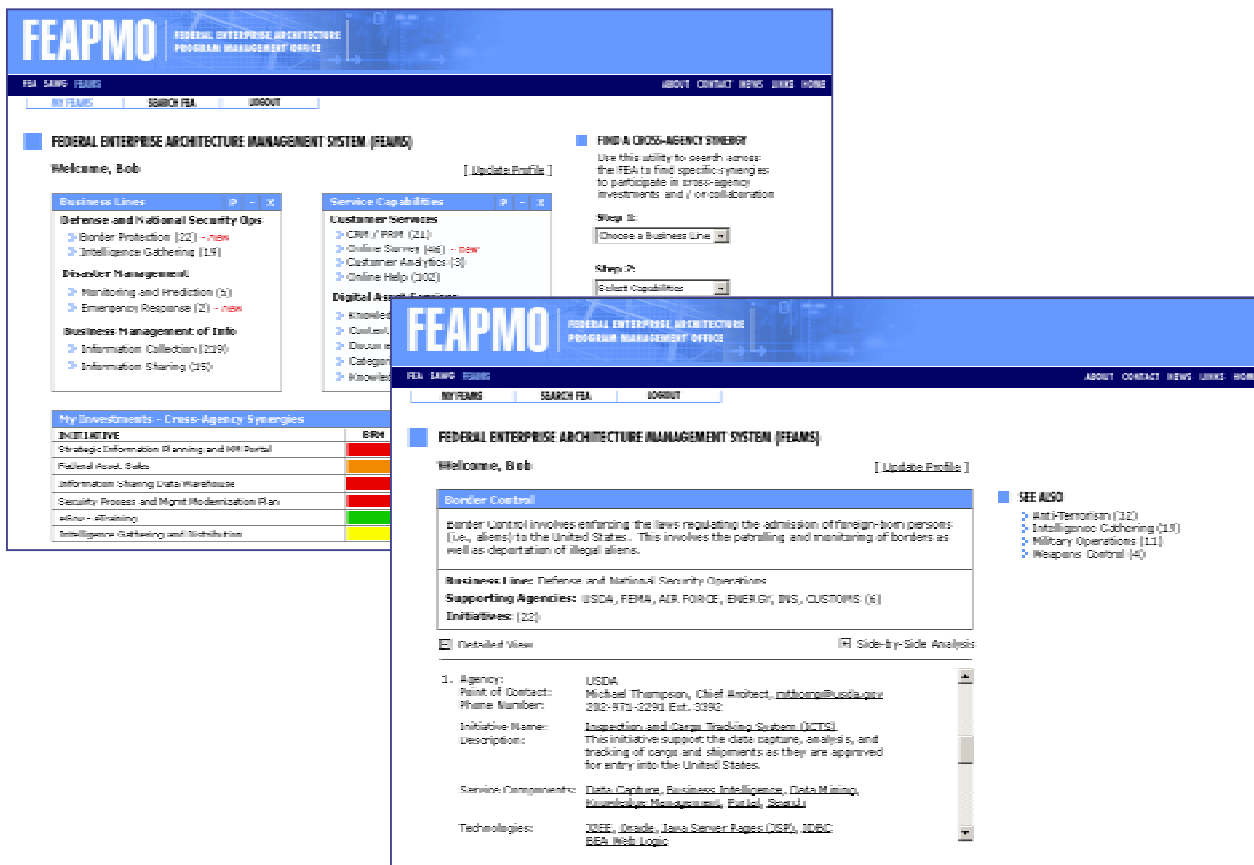 FEAPMO
FEDERAL ENTERPRISE ARCHITECTURE
PROGRAM MANAGEMENT OFFICE
FEA SAWG FEAMS
ABOUT CONTACT NEWS LINKS HOME
MY FEAMS SEARCH FEA LOGOUT
FEDERAL ENTERPRISE ARCHITECTURE MANAGEMENT SYSTEM (FEAMS)
Welcome, Bob
[ Update Profile ]
Business Lines
Defense and National Security Ops
Border Protection (22) - new
Intelligence Gathering (19)
Disaster Management
Monitoring and Prediction (5)
Emergency Response (2) - new
Business Management of Info
Information Collection (219)
Information Sharing (15)
Service Capabilities
Customer Services
CRM / PRM (21)
Online Survey (46) - new
Customer Analytics (3)
Online Help (102)
Digital Asset Services
Knowled
Content
Docume
Categor
Knowled
FIND A CROSS-AGENCY SYNERGY
Use this utility to search across
the FEA to find specific synergies
to participate in cross-agency
investments and / or collaboration
Step 1:
Choose a Business Line
Step 2:
Select Capabilities
My Investments - Cross-Agency Synergies
INITIATIVE BRM
Strategic Information Planning and KM Portal
Federal Asset Sales
Information Sharing Data Warehouse
Security Process and Mgmt Modernization Plan
eGov - eTraining
Intelligence Gathering and Distribution
FEAPMO
FEDERAL ENTERPRISE ARCHITECTURE
PROGRAM MANAGEMENT OFFICE
FEA SAWG FEAMS
ABOUT CONTACT NEWS LINKS HOM
MY FEAMS SEARCH FEA LOGOUT
FEDERAL ENTERPRISE ARCHITECTURE MANAGEMENT SYSTEM (FEAMS)
Welcome, Bob
[ Update Profile ]
Border Control
Border Control involves enforcing the laws regulating the admission of foreign-born persons
(i.e., aliens) to the United States. This involves the patrolling and monitoring of borders as
well as deportation of illegal aliens.
Business Line: Defense and National Security Operations
Supporting Agencies: USDA, FEMA, AIR FORCE, ENERGY, INS, CUSTOMS (6)
Initiatives: (22)
SEE ALSO
Anti-Terrorism (32)
Intelligence Gathering (19)
Military Operations (11)
Weapons Control (4)
Detailed View
Side-by-Side Analysis
1. Agency: USDA
Point of Contact: Michael Thompson, Chief Architect,
Phone Number: 202-971-2291 Ext. 3392
Initiative Name: Inspection and Cargo Tracking System (ICTS)
Description: This initiative support the data capture, analysis, and
tracking of cargo and shipments as they are approved
for entry into the United States.
Service Components: Data Capture, Business Intelligence, Data Mining,
Knowledge Management, Portal, Search
Technologies: J2EE, Oracle, Java Server Pages (JSP), JDBC
BEA Web Logic